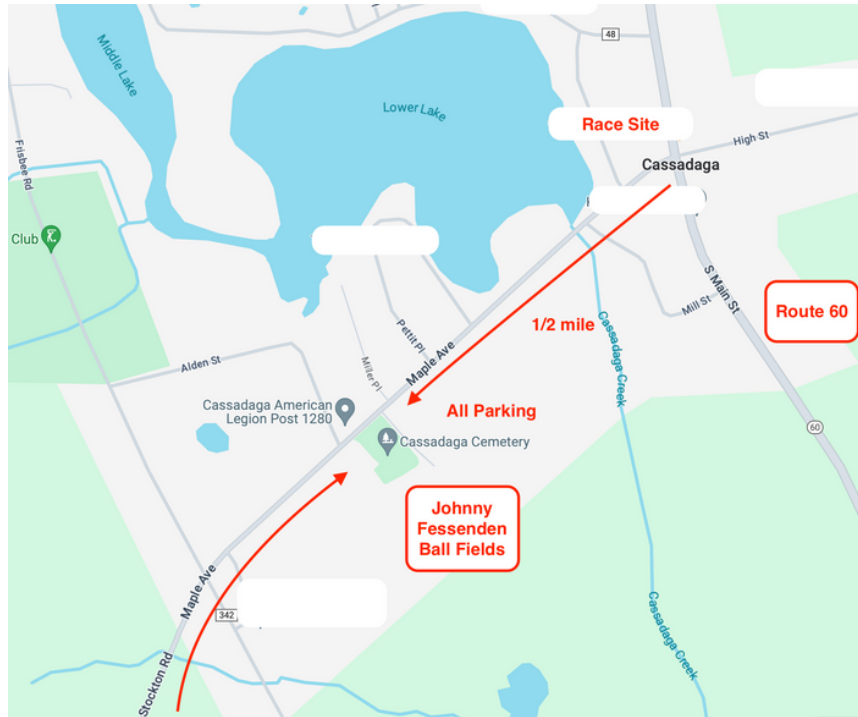 48
Middle Lake
Lower Lake
Race Site
High St
Cassadaga
Frisbee Rd
Club
S Main St
Mill St
Route 60
1/2 mile
Cassadaga Creek
Pettit Pl
Maple Ave
Miller Pl
Alden St
All Parking
Cassadaga American
Legion Post 1280
Cassadaga Cemetery
60
Johnny
Fessenden
Ball Fields
Maple Ave
342
Cassadaga Creek
Stockton Rd